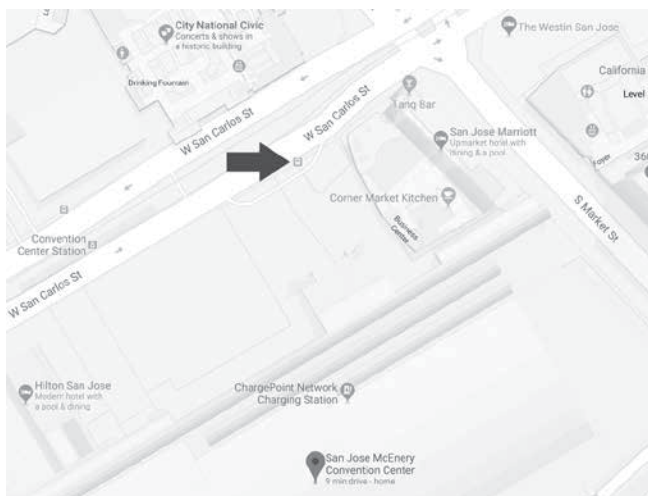 City National Civic
Concerts & shows in
a historic building
The Westin San Jose
Drinking Fountain
California
Level
W San Carlos St
W San Carlos St
Tanq Bar
San Jose Marriott
Upmarket hotel with
dining & a pool
Foyer
360
Corner Market Kitchen
Business
Center
S Market St
Convention
Center Station
W San Carlos St
Hilton San Jose
Modern hotel with
a pool & dining
ChargePoint Network
Charging Station
San Jose McEnery
Convention Center
9 min drive - home